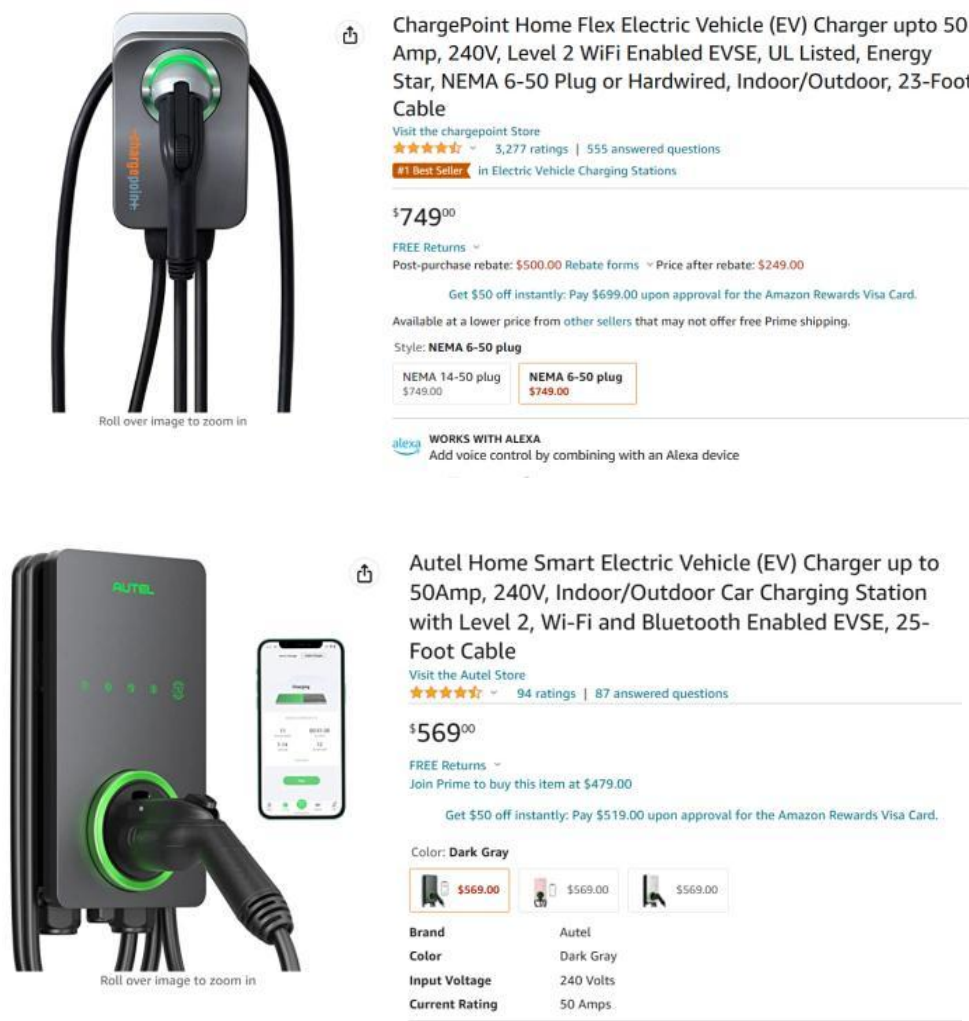 ChargePoint Home Flex Electric Vehicle (EV) Charger upto 50
Amp, 240V, Level 2 WiFi Enabled EVSE, UL Listed, Energy
Star, NEMA 6-50 Plug or Hardwired, Indoor/Outdoor, 23-Foot
Cable
Visit the chargepoint Store
3,277 ratings | 555 answered questions
#1 Best Seller in Electric Vehicle Charging Stations
$749.00
FREE Returns
Post-purchase rebate: $500.00 Rebate forms Price after rebate: $249.00
Get $50 off instantly: Pay $699.00 upon approval for the Amazon Rewards Visa Card.
Available at a lower price from other sellers that may not offer free Prime shipping.
Style: NEMA 6-50 plug
NEMA 14-50 plug NEMA 6-50 plug
$749.00 $749.00
alexa WORKS WITH ALEXA
Add voice control by combining with an Alexa device
-chargepoin+
Roll over image to zoom in
Autel Home Smart Electric Vehicle (EV) Charger up to
50Amp, 240V, Indoor/Outdoor Car Charging Station
with Level 2, Wi-Fi and Bluetooth Enabled EVSE, 25-
Foot Cable
Visit the Autel Store
94 ratings | 87 answered questions
$569.00
FREE Returns
Join Prime to buy this item at $479.00
Get $50 off instantly: Pay $519.00 upon approval for the Amazon Rewards Visa Card.
Color: Dark Gray
$569.00 $569.00 $569.00
Brand Autel
Color Dark Gray
Input Voltage 240 Volts
Current Rating 50 Amps
AUTEL
Charging
Roll over image to zoom in